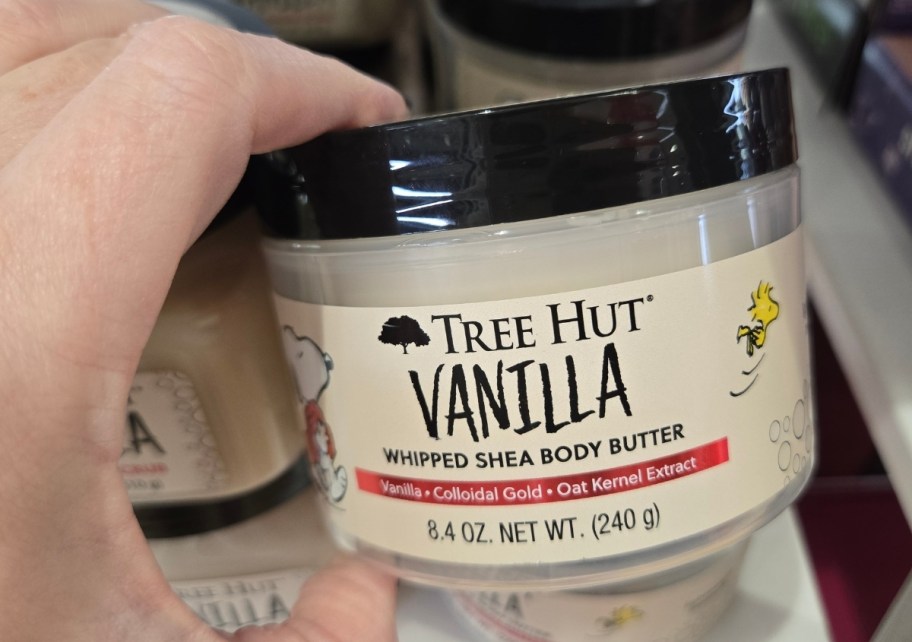 TREE HUT®
VANILLA
WHIPPED SHEA BODY BUTTER
Vanilla • Colloidal Gold • Oat Kernel Extract
8.4 OZ. NET WT. (240 g)